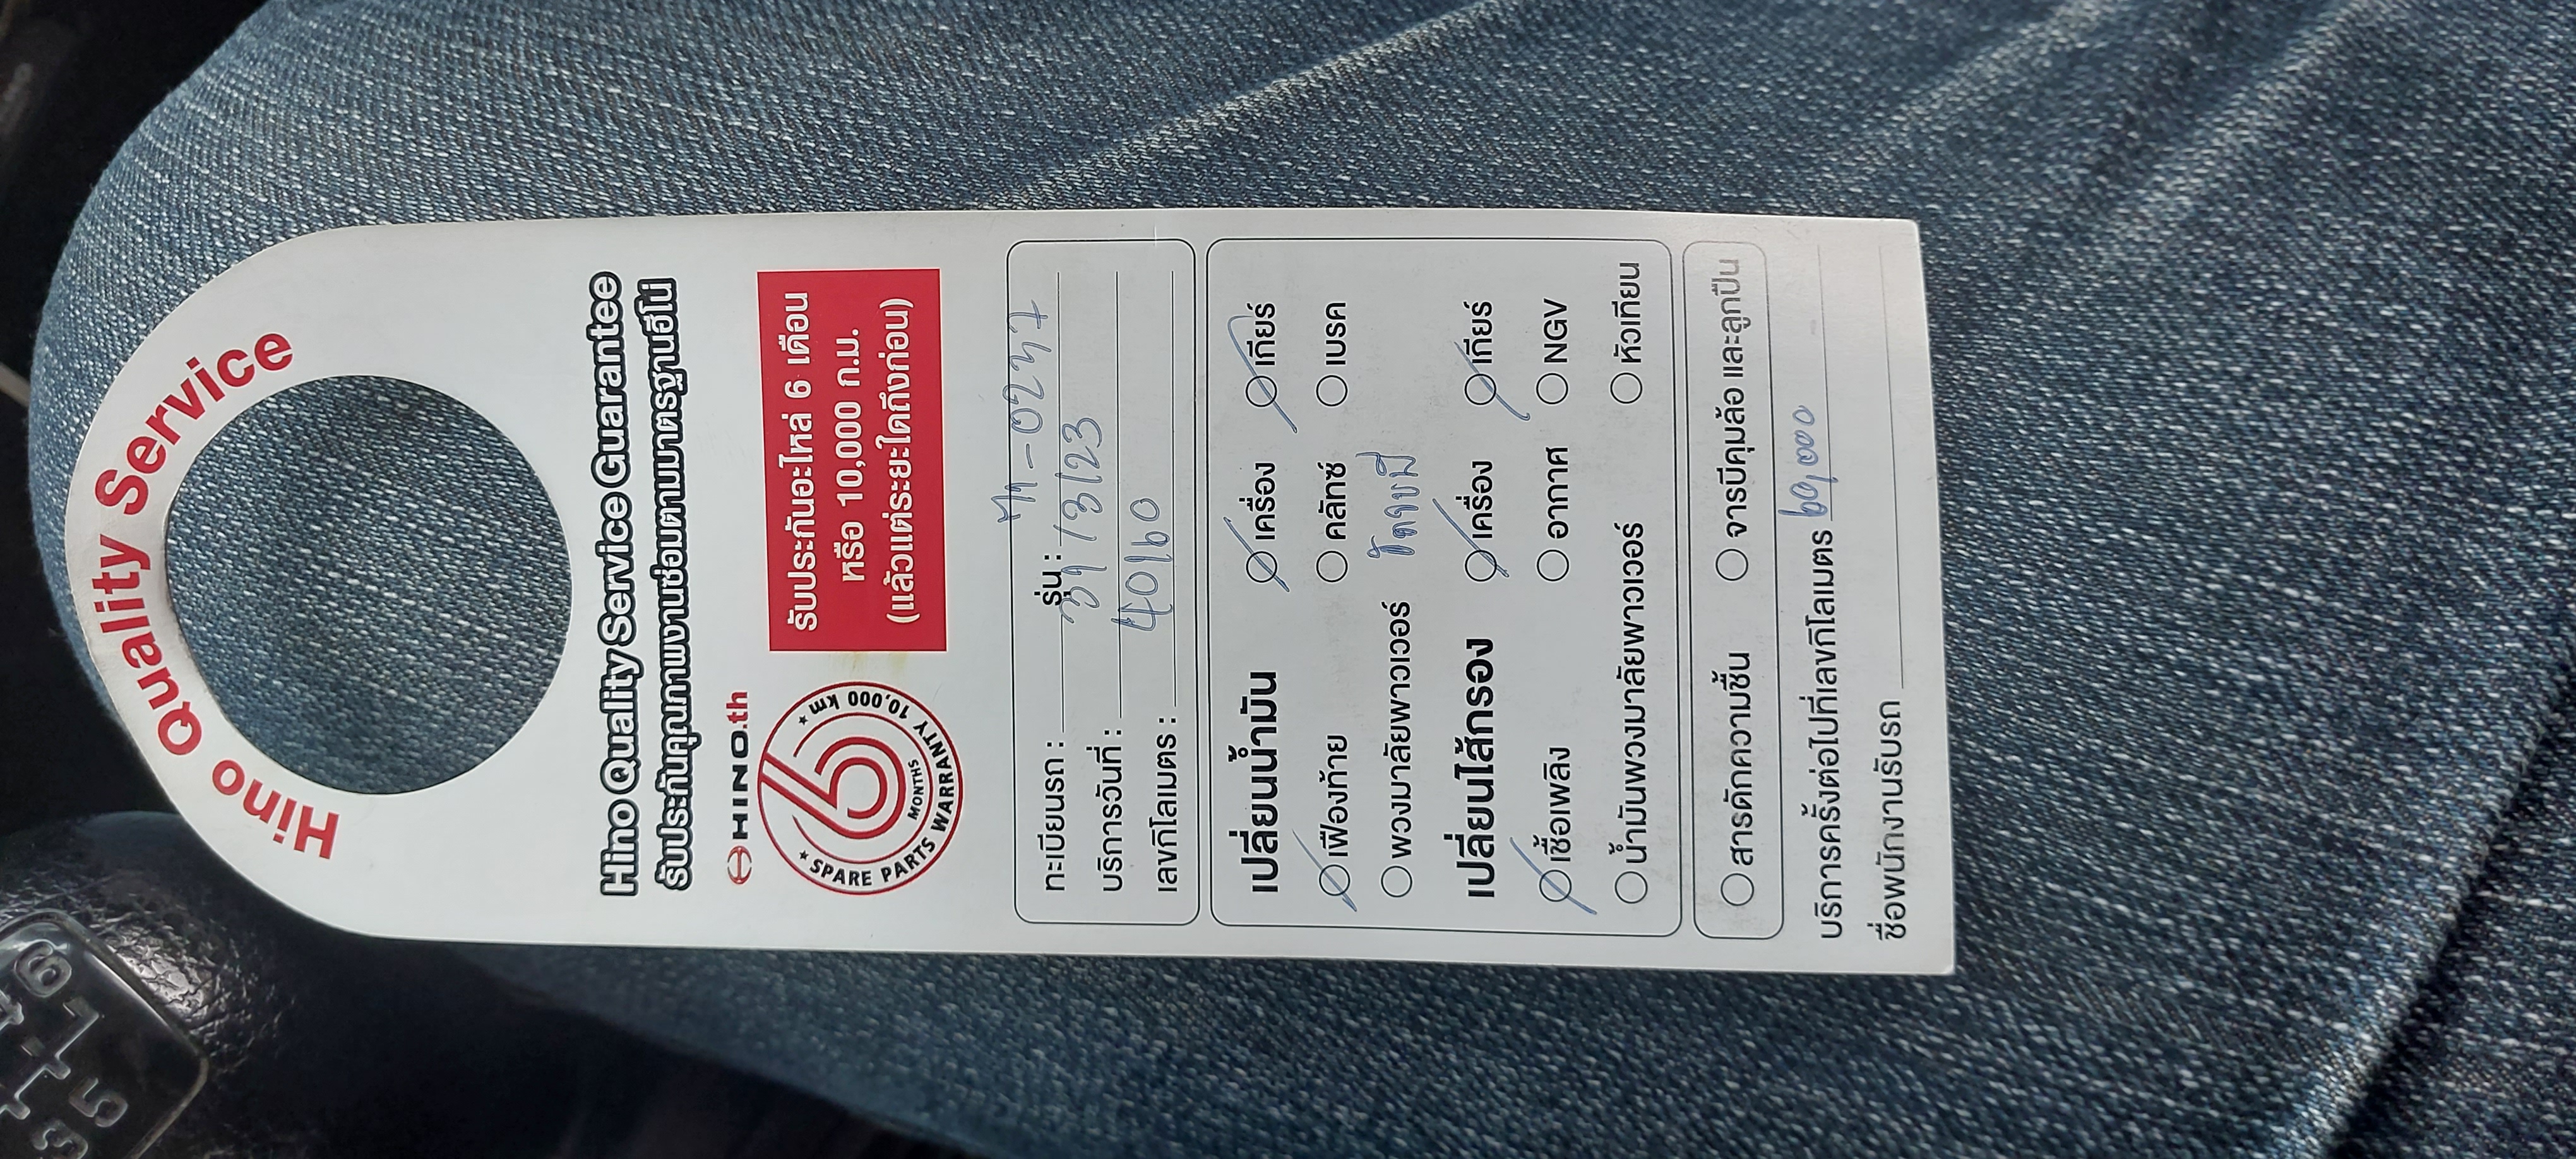 Hino Quality Service
Hino Quality Service Guarantee
รับประกันคุณภาพงานซ่อมตามมาตรฐานฮีโน่
HINO.th
6
MONTHS
SPARE PARTS WARRANTY 10,000 km
รับประกันอะไหล่ 6 เดือน
หรือ 10,000 ก.ม.
(แล้วแต่ระยะใดถึงก่อน)
ทะเบียนรถ : รุ่น : -0237
บริการวันที่ : 31/3/23
เลขกิโลเมตร : 40160
เปลี่ยนน้ำมัน เครื่อง เกียร์
เฟืองท้าย คลัทซ์ เบรค
พวงมาลัยพาวเวอร์ อัดจารบี
เปลี่ยนไส้กรอง เครื่อง เกียร์
เชื้อเพลิง อากาศ NGV
น้ำมันพวงมาลัยพาวเวอร์ หัวเทียน
สารดักความชื้น จารบีคุมล้อ และลูกปืน
บริการครั้งต่อไปที่เลขกิโลเมตร 60,000
ชื่อพนักงานรับรถ
3 5 6